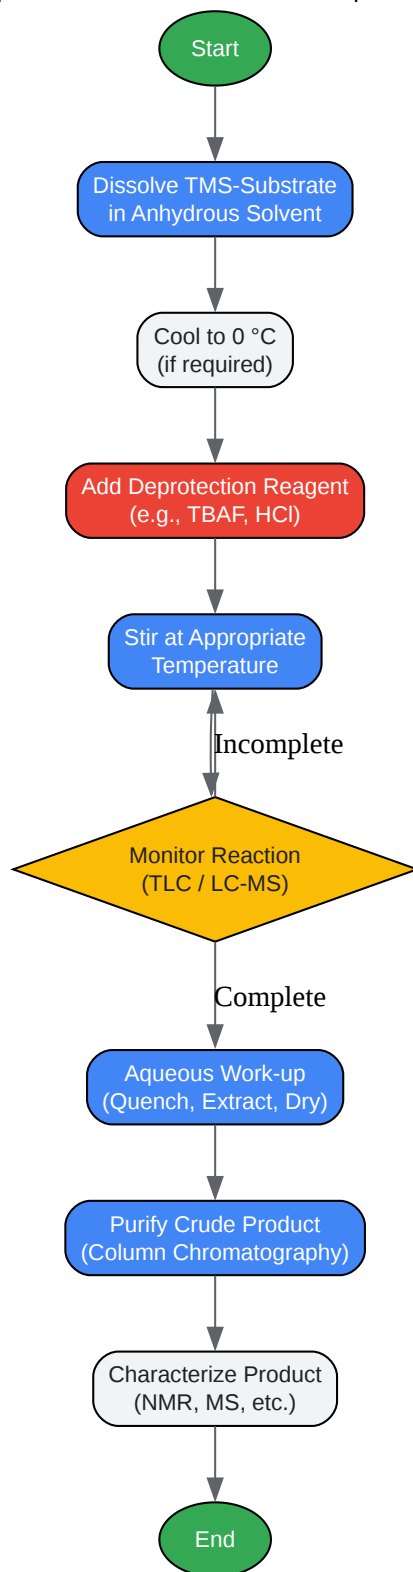 Start
Dissolve TMS-Substrate
in Anhydrous Solvent
Cool to 0 °C
(if required)
Add Deprotection Reagent
(e.g., TBAF, HCl)
Stir at Appropriate
Temperature
Incomplete
Monitor Reaction
(TLC / LC-MS)
Complete
Aqueous Work-up
(Quench, Extract, Dry)
Purify Crude Product
(Column Chromatography)
Characterize Product
(NMR, MS, etc.)
End